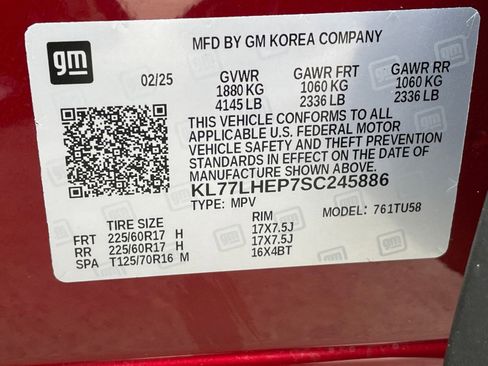 gm
MFD BY GM KOREA COMPANY
02/25 GVWR GAWR FRT GAWR RR
1880 KG 1060 KG 1060 KG
4145 LB 2336 LB 2336 LB
THIS VEHICLE CONFORMS TO ALL
APPLICABLE U.S. FEDERAL MOTOR
VEHICLE SAFETY AND THEFT PREVENTION
STANDARDS IN EFFECT ON THE DATE OF
MANUFACTURE SHOWN ABOVE.
KL77LHEP7SC245886
TYPE: MPV MODEL: 761TU58
TIRE SIZE RIM
FRT 225/60R17 H 17X7.5J
RR 225/60R17 H 17X7.5J
SPA T125/70R16 M 16X4BT